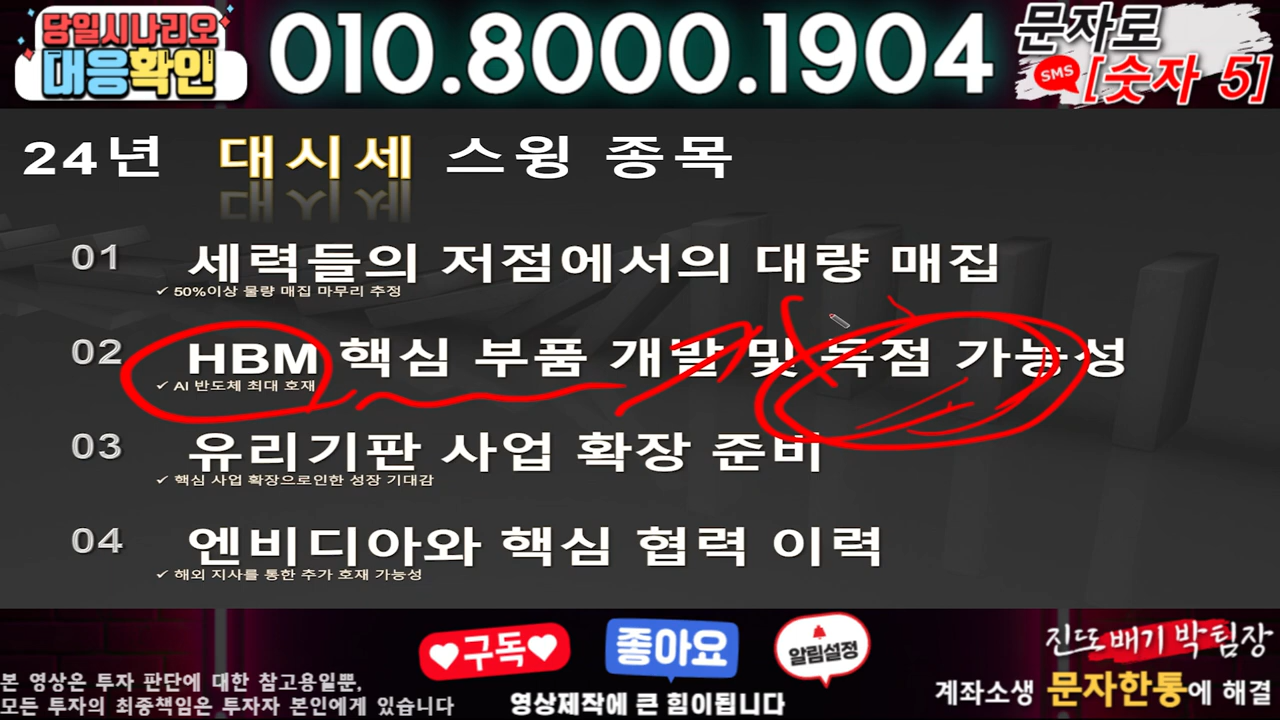 당일시나리오
대응확인
010.8000.1904
문자로
SMS
[숫자 5]
24년 대시세 스윙 종목
01 세력들의 저점에서의 대량 매집
✓ 50%이상 물량 매집 마무리 추정
02 HBM 핵심 부품 개발 및 독점 가능성
✓ AI 반도체 최대 호재
03 유리기판 사업 확장 준비
✓ 핵심 사업 확장으로인한 성장 기대감
04 엔비디아와 핵심 협력 이력
✓ 해외 지사를 통한 추가 호재 가능성
구독
좋아요
알림설정
영상제작에 큰 힘이됩니다
본 영상은 투자 판단에 대한 참고용일뿐,
모든 투자의 최종책임은 투자자 본인에게 있습니다
진또배기 박팀장
계좌소생 문자한통에 해결